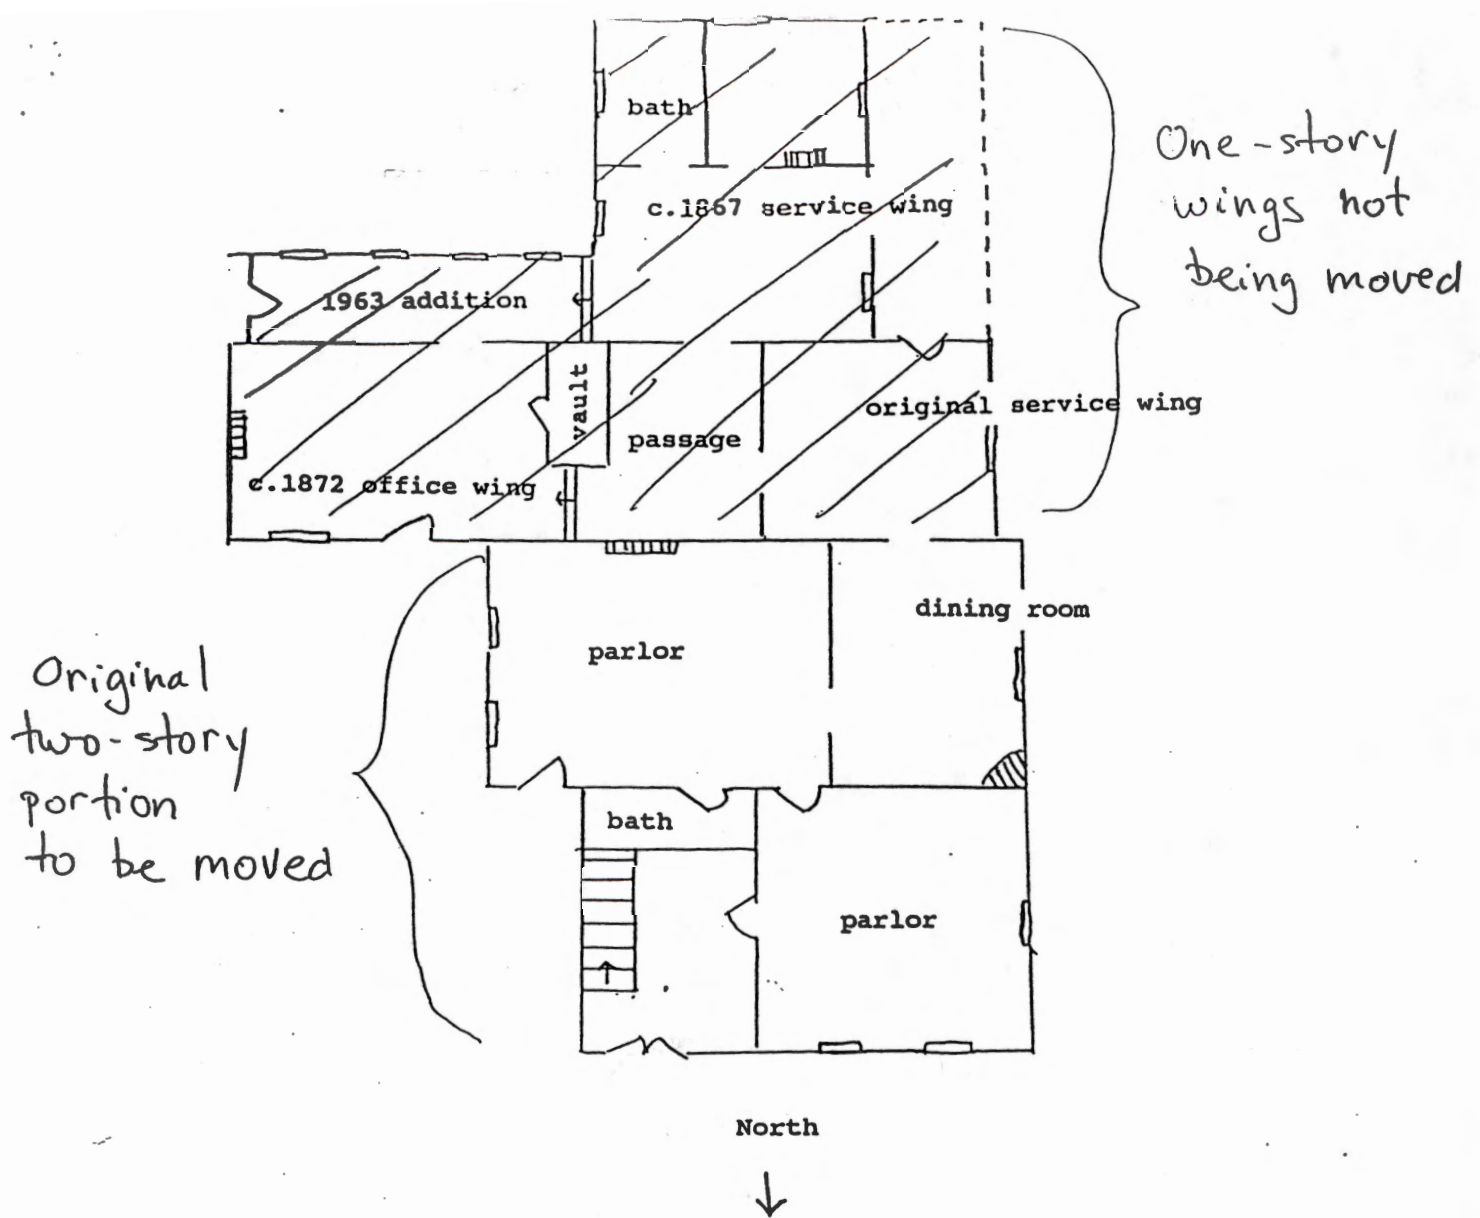 bath
One-story
wings not
being moved
c.1867 service wing
1963 addition
vault
original service wing
passage
c.1872 office wing
dining room
parlor
Original
two-story
portion
to be moved
bath
parlor
North